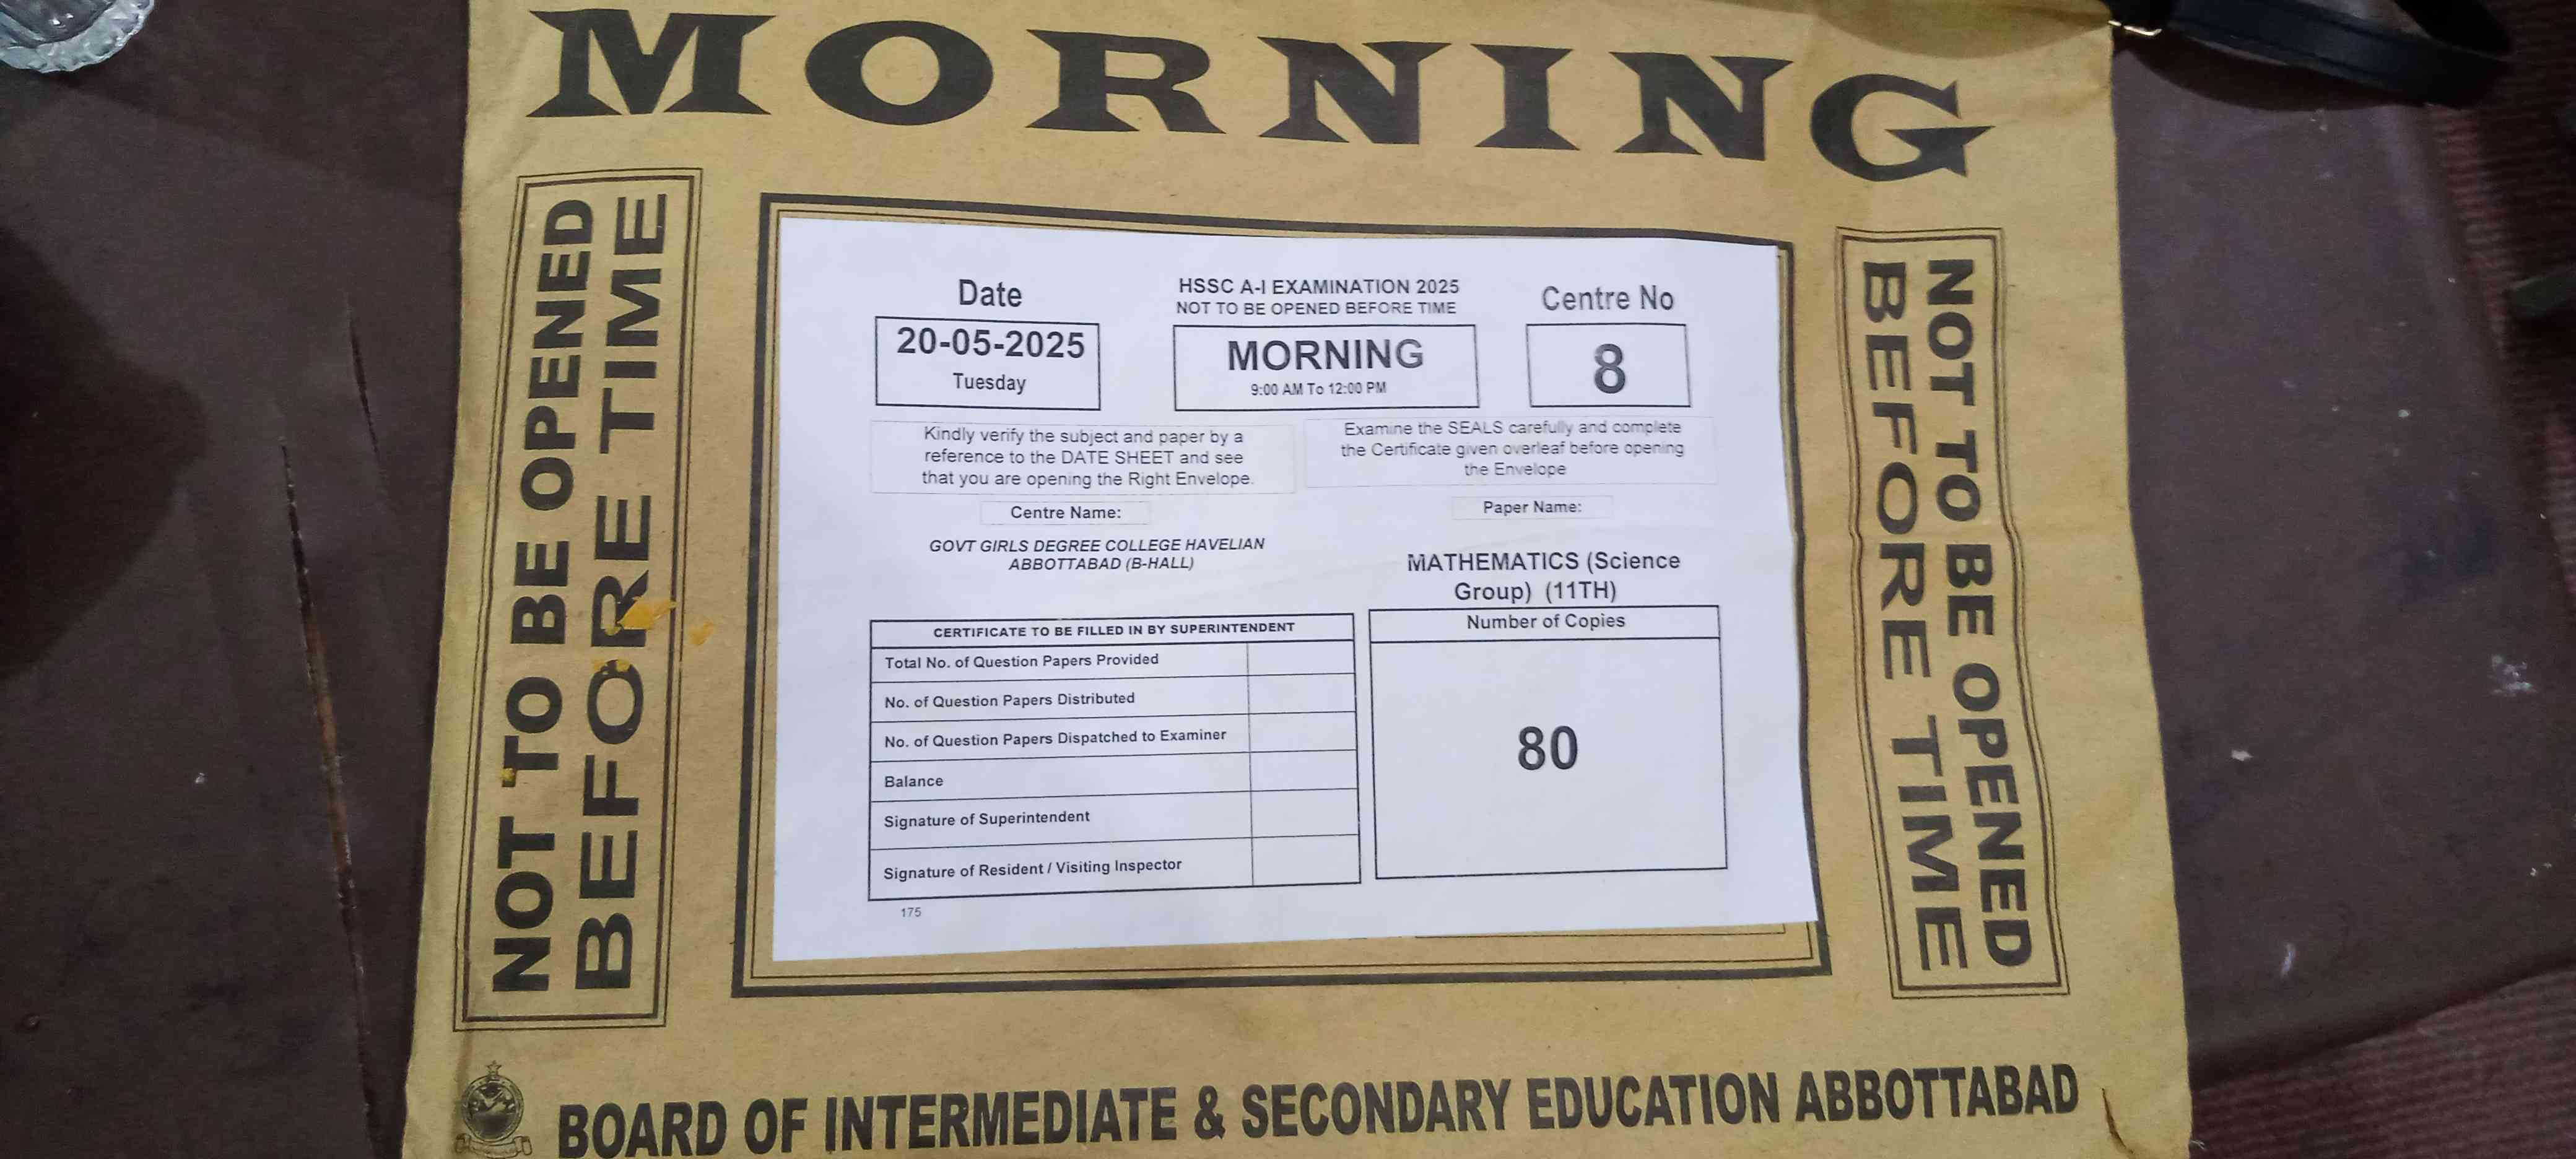 MORNING
NOT TO BE OPENED
BEFORE TIME
Date
20-05-2025
Tuesday
HSSC A-I EXAMINATION 2025
NOT TO BE OPENED BEFORE TIME
MORNING
9:00 AM To 12:00 PM
Centre No
8
Kindly verify the subject and paper by a
reference to the DATE SHEET and see
that you are opening the Right Envelope.
Examine the SEALS carefully and complete
the Certificate given overleaf before opening
the Envelope
Centre Name:
GOVT GIRLS DEGREE COLLEGE HAVELIAN
ABBOTTABAD (B-HALL)
Paper Name:
MATHEMATICS (Science
Group) (11TH)
CERTIFICATE TO BE FILLED IN BY SUPERINTENDENT
Total No. of Question Papers Provided
No. of Question Papers Distributed
No. of Question Papers Dispatched to Examiner
Balance
Signature of Superintendent
Signature of Resident / Visiting Inspector
Number of Copies
80
175
NOT TO BE OPENED
BEFORE TIME
BOARD OF INTERMEDIATE & SECONDARY EDUCATION ABBOTTABAD